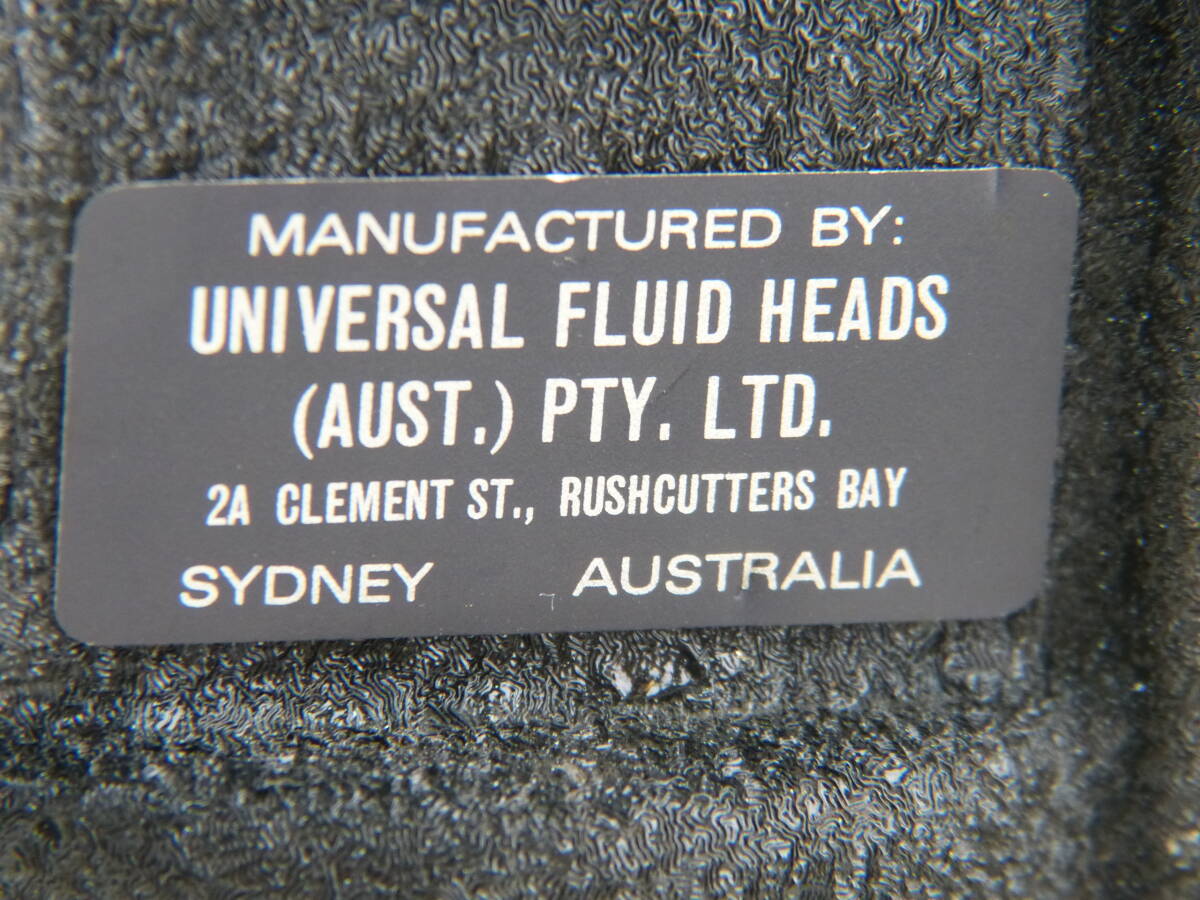 MANUFACTURED BY:
UNIVERSAL FLUID HEADS
(AUST.) PTY. LTD.
2A CLEMENT ST., RUSHCUTTERS BAY
SYDNEY AUSTRALIA